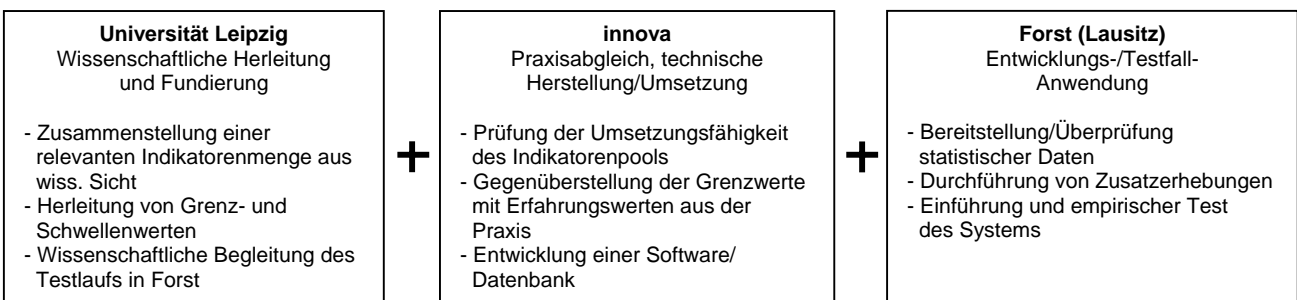 Universität Leipzig
Wissenschaftliche Herleitung
und Fundierung
- Zusammenstellung einer
relevanten Indikatorenmenge aus
wiss. Sicht
- Herleitung von Grenz- und
Schwellenwerten
- Wissenschaftliche Begleitung des
Testlaufs in Forst
+
innova
Praxisabgleich, technische
Herstellung/Umsetzung
- Prüfung der Umsetzungsfähigkeit
des Indikatorenpools
- Gegenüberstellung der Grenzwerte
mit Erfahrungswerten aus der
Praxis
- Entwicklung einer Software/
Datenbank
+
Forst (Lausitz)
Entwicklungs-/Testfall-
Anwendung
- Bereitstellung/Überprüfung
statistischer Daten
- Durchführung von Zusatzerhebungen
- Einführung und empirischer Test
des Systems